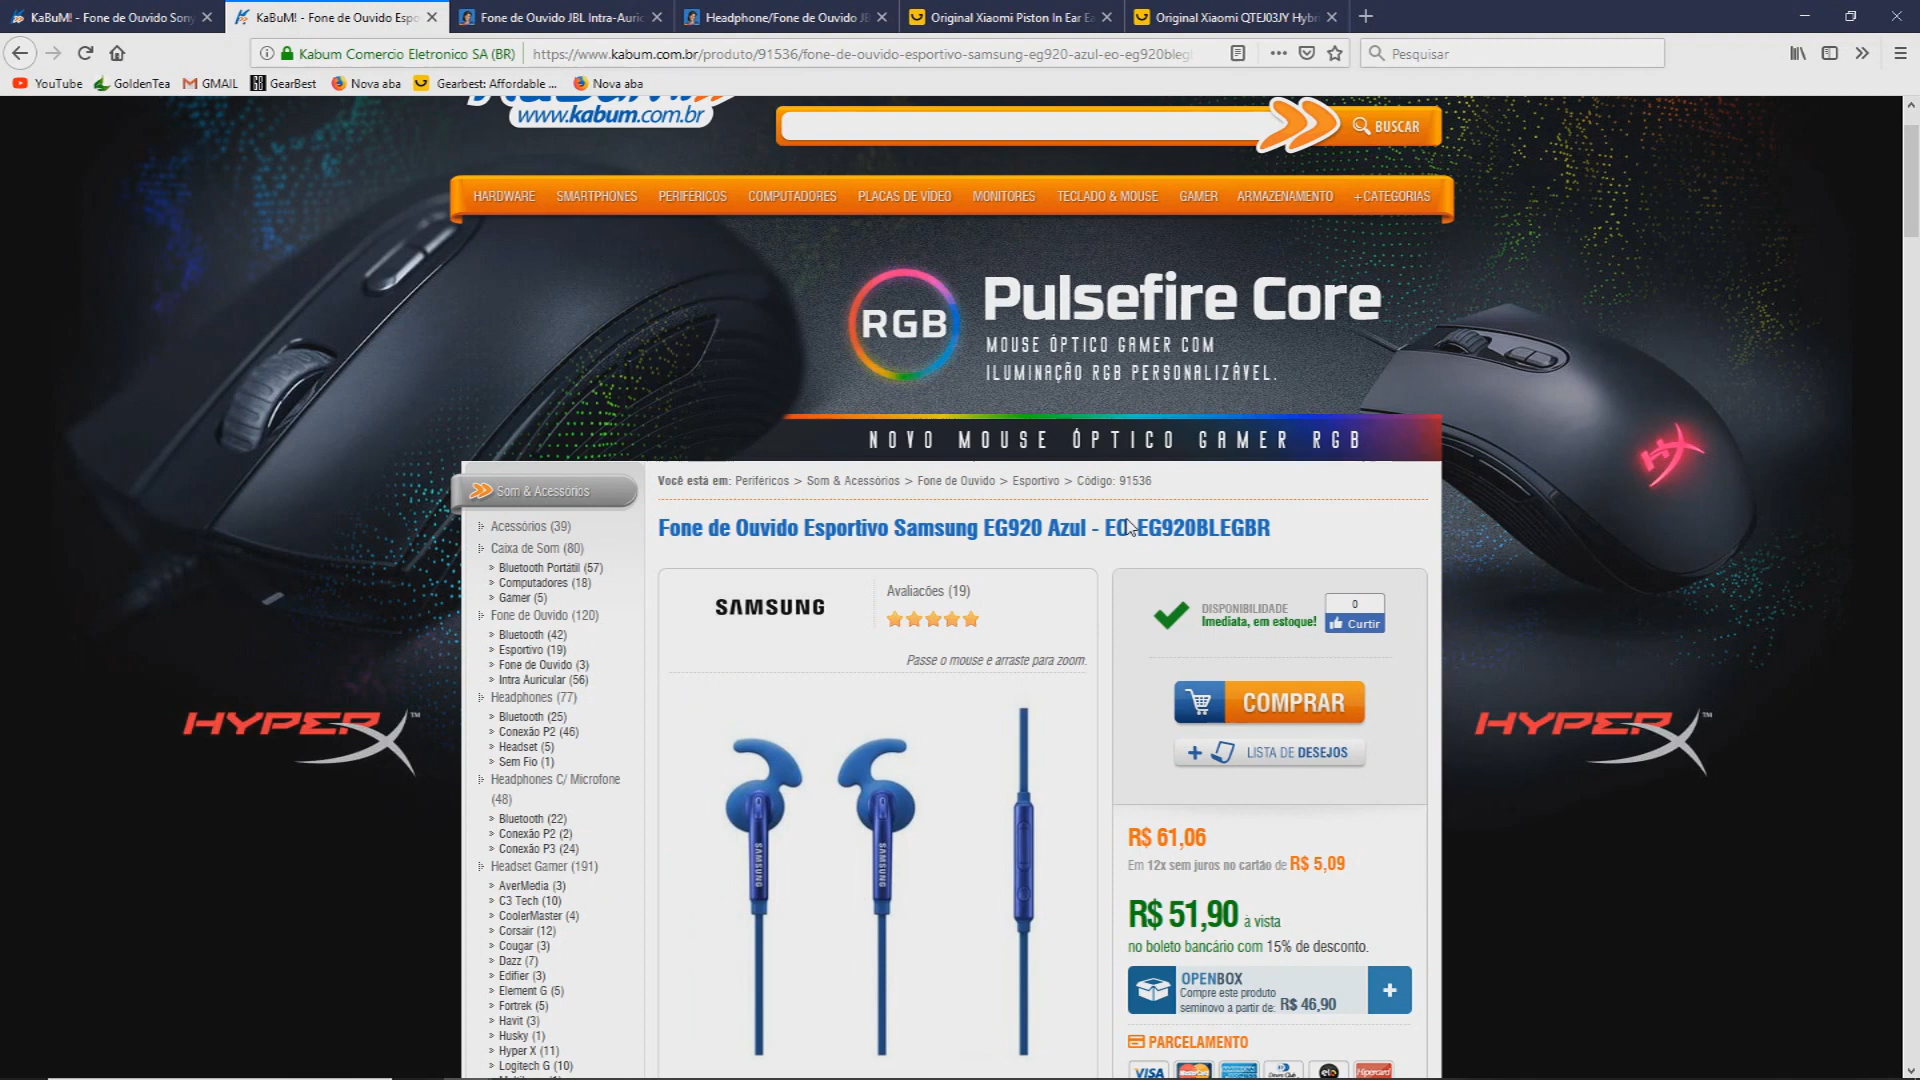 KaBuM! - Fone de Ouvido Sony
KaBuM! - Fone de Ouvido Espo
Fone de Ouvido JBL Intra-Auric
Headphone/Fone de Ouvido JB
Original Xiaomi Piston In Ear Ea
Original Xiaomi QTEJ03JY Hybri
Kabum Comercio Eletronico SA (BR)
https://www.kabum.com.br/produto/91536/fone-de-ouvido-esportivo-samsung-eg920-azul-eo-eg920blegb
Pesquisar
YouTube
GoldenTea
GMAIL
GearBest
Nova aba
Gearbest: Affordable ...
Nova aba
www.kabum.com.br
BUSCAR
HARDWARE SMARTPHONES PERIFÉRICOS COMPUTADORES PLACAS DE VÍDEO MONITORES TECLADO & MOUSE GAMER ARMAZENAMENTO +CATEGORIAS
RGB
Pulsefire Core
MOUSE ÓPTICO GAMER COM
ILUMINAÇÃO RGB PERSONALIZÁVEL.
NOVO MOUSE ÓPTICO GAMER RGB
HYPERX™
HYPERX™
Som & Acessórios
Acessórios (39)
Caixa de Som (80)
Bluetooth Portátil (57)
Computadores (18)
Gamer (5)
Fone de Ouvido (120)
Bluetooth (42)
Esportivo (19)
Fone de Ouvido (3)
Intra Auricular (56)
Headphones (77)
Bluetooth (25)
Conexão P2 (46)
Headset (5)
Sem Fio (1)
Headphones C/ Microfone
(48)
Bluetooth (22)
Conexão P2 (2)
Conexão P3 (24)
Headset Gamer (191)
AverMedia (3)
C3 Tech (10)
CoolerMaster (4)
Corsair (12)
Cougar (3)
Dazz (7)
Edifier (3)
Element G (5)
Fortrek (5)
Havit (3)
Husky (1)
Hyper X (11)
Logitech G (10)
Você está em: Periféricos > Som & Acessórios > Fone de Ouvido > Esportivo > Código: 91536
Fone de Ouvido Esportivo Samsung EG920 Azul - EO-EG920BLEGBR
SAMSUNG
Avaliacões (19)
Passe o mouse e arraste para zoom.
SAMSUNG
SAMSUNG
DISPONIBILIDADE
Imediata, em estoque!
0
Curtir
COMPRAR
+ LISTA DE DESEJOS
R$ 61,06
Em 12x sem juros no cartão de R$ 5,09
R$ 51,90 à vista
no boleto bancário com 15% de desconto.
OPENBOX
Compre este produto
seminovo a partir de: R$ 46,90
+
PARCELAMENTO
VISA
elo
Hipercard